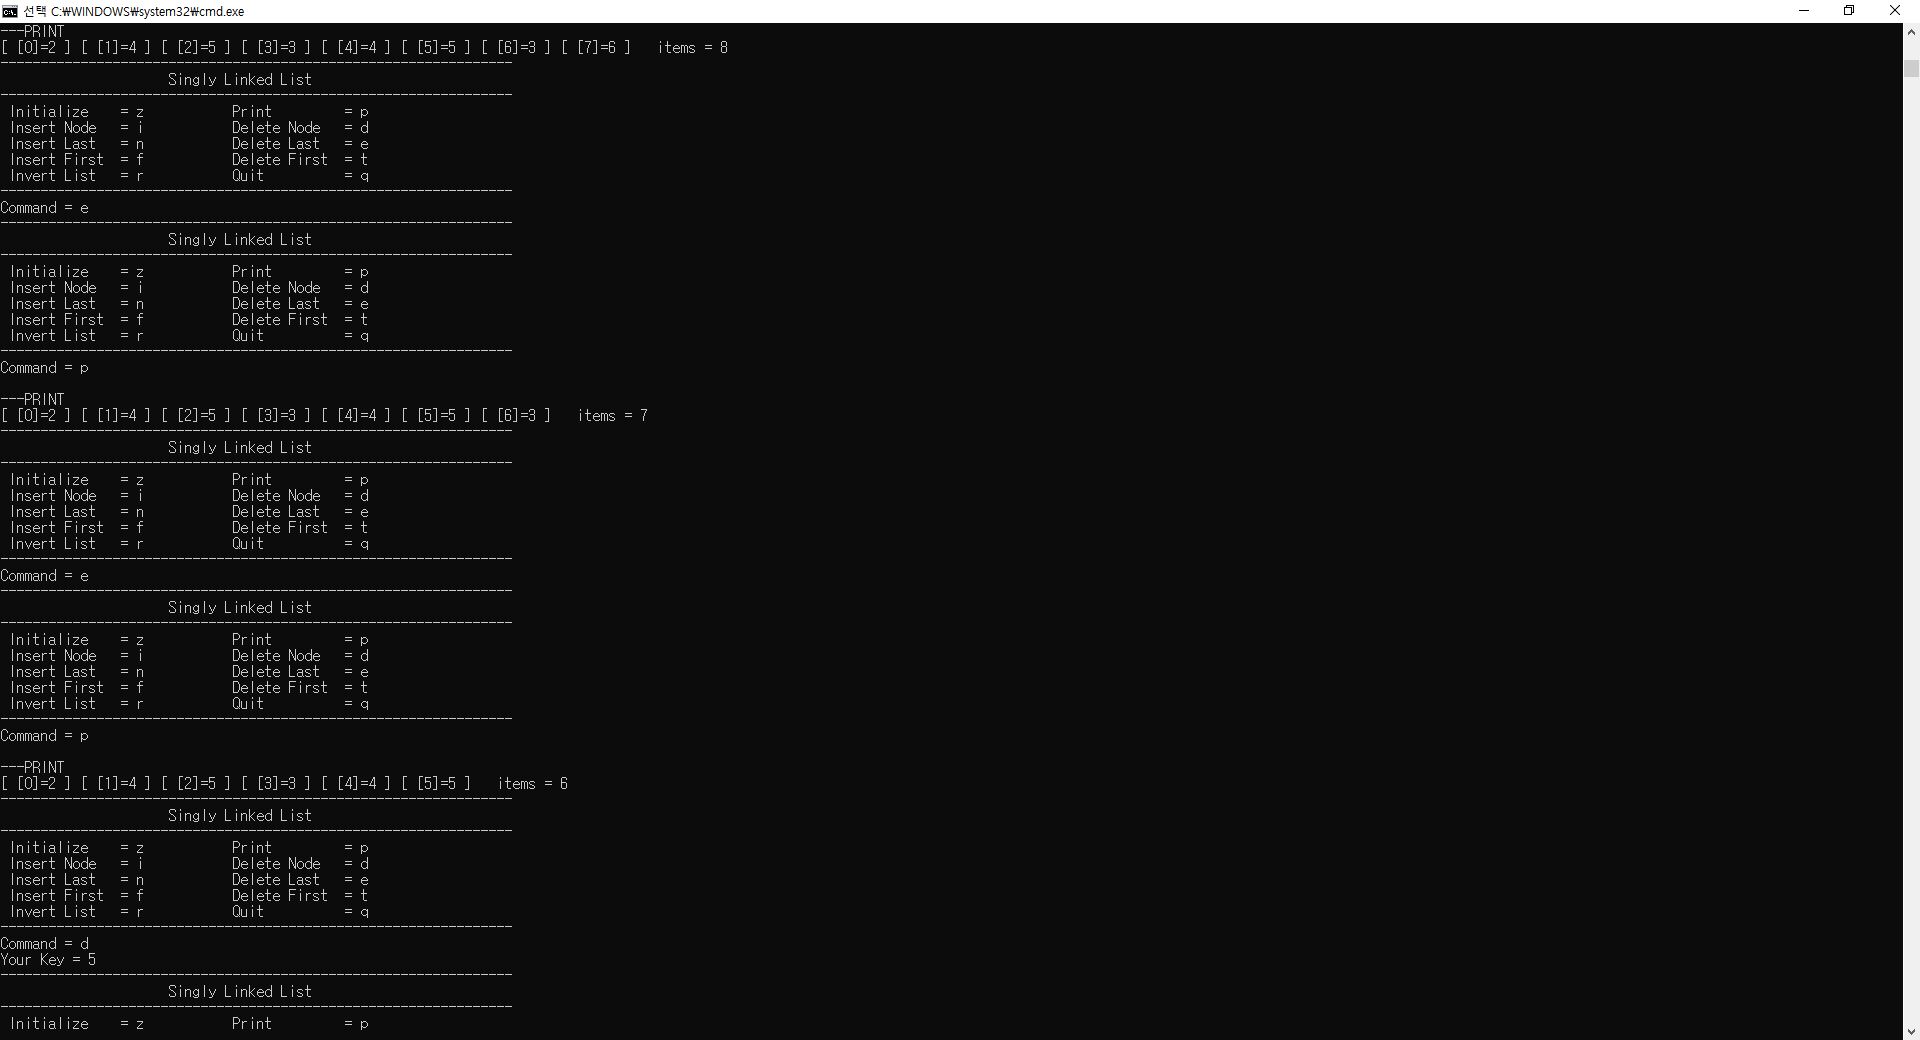 선택 C:₩WINDOWS₩system32₩cmd.exe
---PRINT
[ [0]=2 ] [ [1]=4 ] [ [2]=5 ] [ [3]=3 ] [ [4]=4 ] [ [5]=5 ] [ [6]=3 ] [ [7]=6 ]   items = 8
----------------------------------------------------------------
                     Singly Linked List
----------------------------------------------------------------
 Initialize    = z           Print         = p
 Insert Node   = i           Delete Node   = d
 Insert Last   = n           Delete Last   = e
 Insert First  = f           Delete First  = t
 Invert List   = r           Quit          = q
----------------------------------------------------------------
Command = e
----------------------------------------------------------------
                     Singly Linked List
----------------------------------------------------------------
 Initialize    = z           Print         = p
 Insert Node   = i           Delete Node   = d
 Insert Last   = n           Delete Last   = e
 Insert First  = f           Delete First  = t
 Invert List   = r           Quit          = q
----------------------------------------------------------------
Command = p
---PRINT
[ [0]=2 ] [ [1]=4 ] [ [2]=5 ] [ [3]=3 ] [ [4]=4 ] [ [5]=5 ] [ [6]=3 ]   items = 7
----------------------------------------------------------------
                     Singly Linked List
----------------------------------------------------------------
 Initialize    = z           Print         = p
 Insert Node   = i           Delete Node   = d
 Insert Last   = n           Delete Last   = e
 Insert First  = f           Delete First  = t
 Invert List   = r           Quit          = q
----------------------------------------------------------------
Command = e
----------------------------------------------------------------
                     Singly Linked List
----------------------------------------------------------------
 Initialize    = z           Print         = p
 Insert Node   = i           Delete Node   = d
 Insert Last   = n           Delete Last   = e
 Insert First  = f           Delete First  = t
 Invert List   = r           Quit          = q
----------------------------------------------------------------
Command = p
---PRINT
[ [0]=2 ] [ [1]=4 ] [ [2]=5 ] [ [3]=3 ] [ [4]=4 ] [ [5]=5 ]   items = 6
----------------------------------------------------------------
                     Singly Linked List
----------------------------------------------------------------
 Initialize    = z           Print         = p
 Insert Node   = i           Delete Node   = d
 Insert Last   = n           Delete Last   = e
 Insert First  = f           Delete First  = t
 Invert List   = r           Quit          = q
----------------------------------------------------------------
Command = d
Your Key = 5
----------------------------------------------------------------
                     Singly Linked List
----------------------------------------------------------------
 Initialize    = z           Print         = p